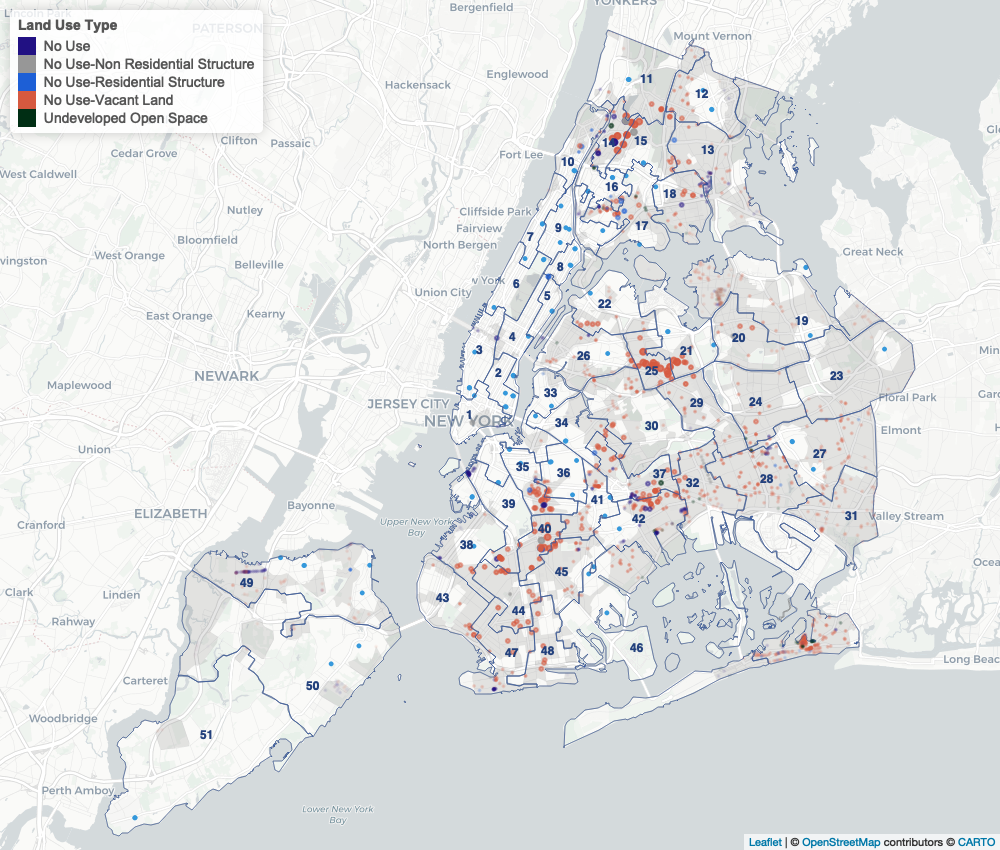 Land Use Type
No Use
No Use-Non Residential Structure
No Use-Residential Structure
No Use-Vacant Land
Undeveloped Open Space
Lincoln Park
Bergenfield
YONKERS
PATERSON
Mount Vernon
Hackensack
Englewood
11
12
Clifton
Passaic
Cedar Grove
Fort Lee
14
15
13
10
West Caldwell
16
18
Nutley
Cliffside Park
Fairview
9
17
7
Bloomfield
North Bergen
Great Neck
West Orange
Belleville
8
6
Union City
5
22
East Orange
Kearny
19
4
20
3
21
26
25
NEWARK
2
23
Maplewood
33
29
24
Floral Park
JERSEY CITY
1
NEW YORK
34
30
Elmont
Union
27
35
36
37
32
28
39
41
ELIZABETH
Bayonne
42
31
Valley Stream
Cranford
Upper New York
Bay
40
38
45
49
Clark
Linden
43
44
Rahway
47
48
46
Long Beac
Carteret
50
Woodbridge
51
Perth Amboy
Lower New York
Bay
Leaflet | © OpenStreetMap contributors © CARTO